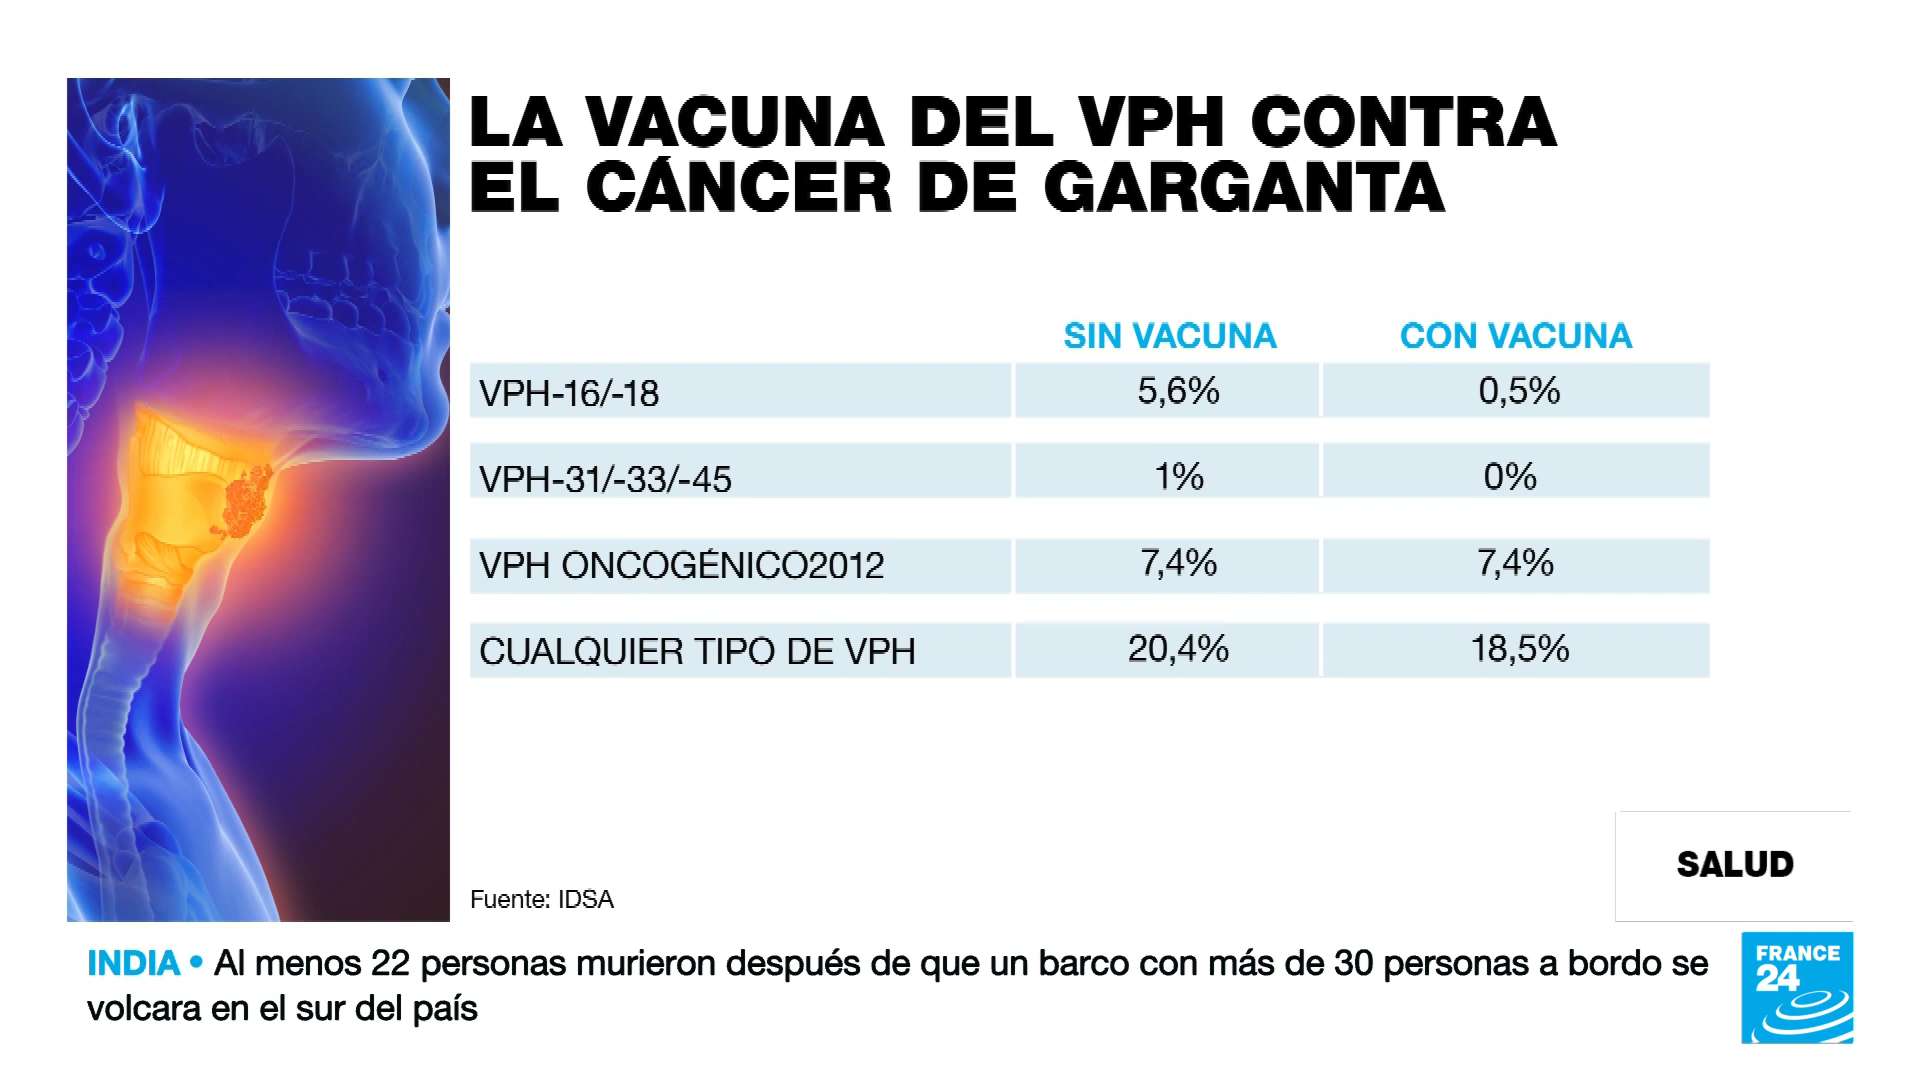 LA VACUNA DEL VPH CONTRA
EL CÁNCER DE GARGANTA
SIN VACUNA CON VACUNA
VPH-16/-18 5,6% 0,5%
VPH-31/-33/-45 1% 0%
VPH ONCOGÉNICO2012 7,4% 7,4%
CUALQUIER TIPO DE VPH 20,4% 18,5%
SALUD
Fuente: IDSA
INDIA • Al menos 22 personas murieron después de que un barco con más de 30 personas a bordo se
volcara en el sur del país
FRANCE
24